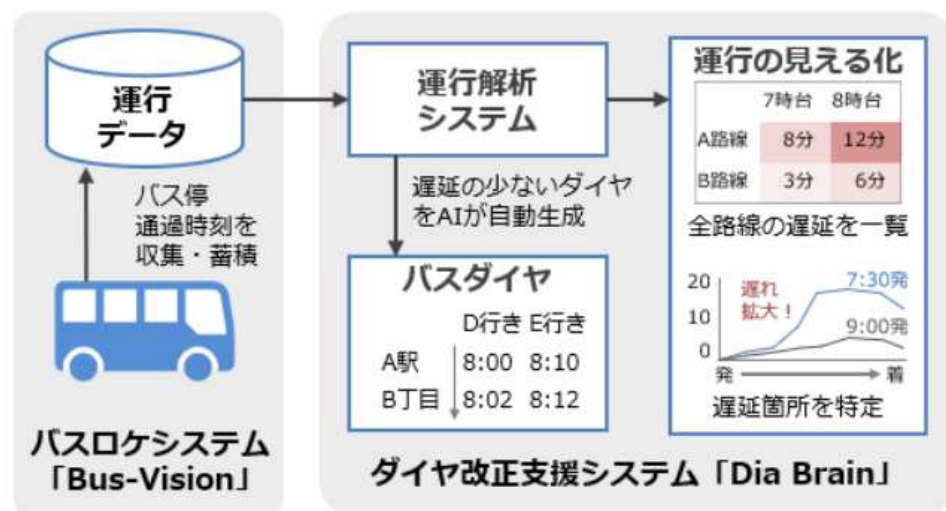 運行
データ
バス停
通過時刻を
収集・蓄積
バスロケシステム
「Bus-Vision」
運行解析
システム
遅延の少ないダイヤ
をAIが自動生成
バスダイヤ
D行き E行き
A駅 8:00 8:10
B丁目 8:02 8:12
運行の見える化
7時台 8時台
A路線 8分 12分
B路線 3分 6分
全路線の遅延を一覧
20
10
0
遅れ
拡大！
7:30発
9:00発
発 着
遅延箇所を特定
ダイヤ改正支援システム「Dia Brain」